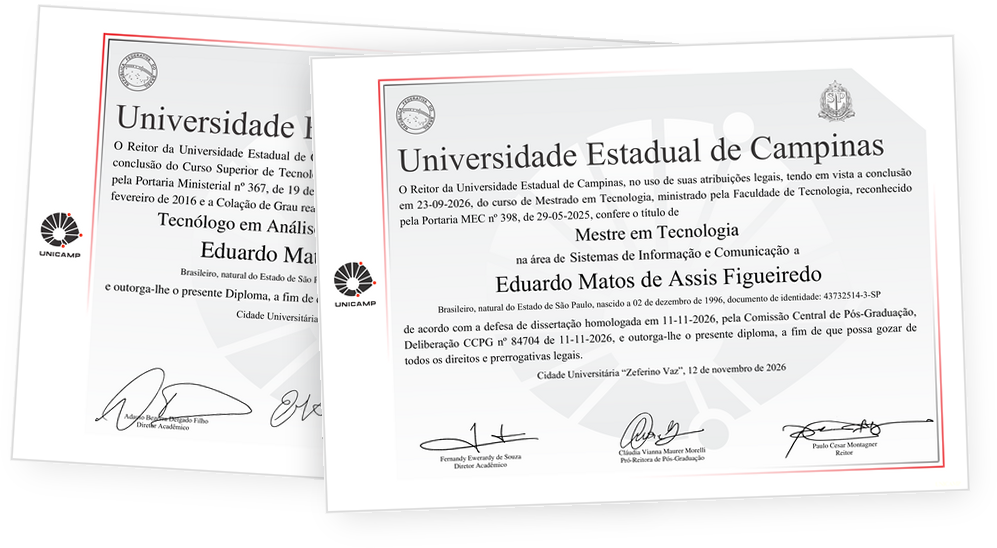 Universidade E
O Reitor da Universidade Estadual de C
conclusão do Curso Superior de Tecnol
pela Portaria Ministerial nº 367, de 19 de
fevereiro de 2016 e a Colação de Grau rea
Tecnólogo em Análise
Eduardo Mat
Brasileiro, natural do Estado de São P
e outorga-lhe o presente Diploma, a fim de
Cidade Universitária
UNICAMP
Delgado Filho
Diretor Acadêmico
Universidade Estadual de Campinas
O Reitor da Universidade Estadual de Campinas, no uso de suas atribuições legais, tendo em vista a conclusão
em 23-09-2026, do curso de Mestrado em Tecnologia, ministrado pela Faculdade de Tecnologia, reconhecido
pela Portaria MEC nº 398, de 29-05-2025, confere o título de
Mestre em Tecnologia
na área de Sistemas de Informação e Comunicação a
Eduardo Matos de Assis Figueiredo
Brasileiro, natural do Estado de São Paulo, nascido a 02 de dezembro de 1996, documento de identidade: 43732514-3-SP
de acordo com a defesa de dissertação homologada em 11-11-2026, pela Comissão Central de Pós-Graduação,
Deliberação CCPG nº 84704 de 11-11-2026, e outorga-lhe o presente diploma, a fim de que possa gozar de
todos os direitos e prerrogativas legais.
Cidade Universitária “Zeferino Vaz”, 12 de novembro de 2026
UNICAMP
Fernandy Ewerardy de Souza
Diretor Acadêmico
Cláudia Vianna Maurer Morelli
Pró-Reitora de Pós-Graduação
Paulo Cesar Montagner
Reitor